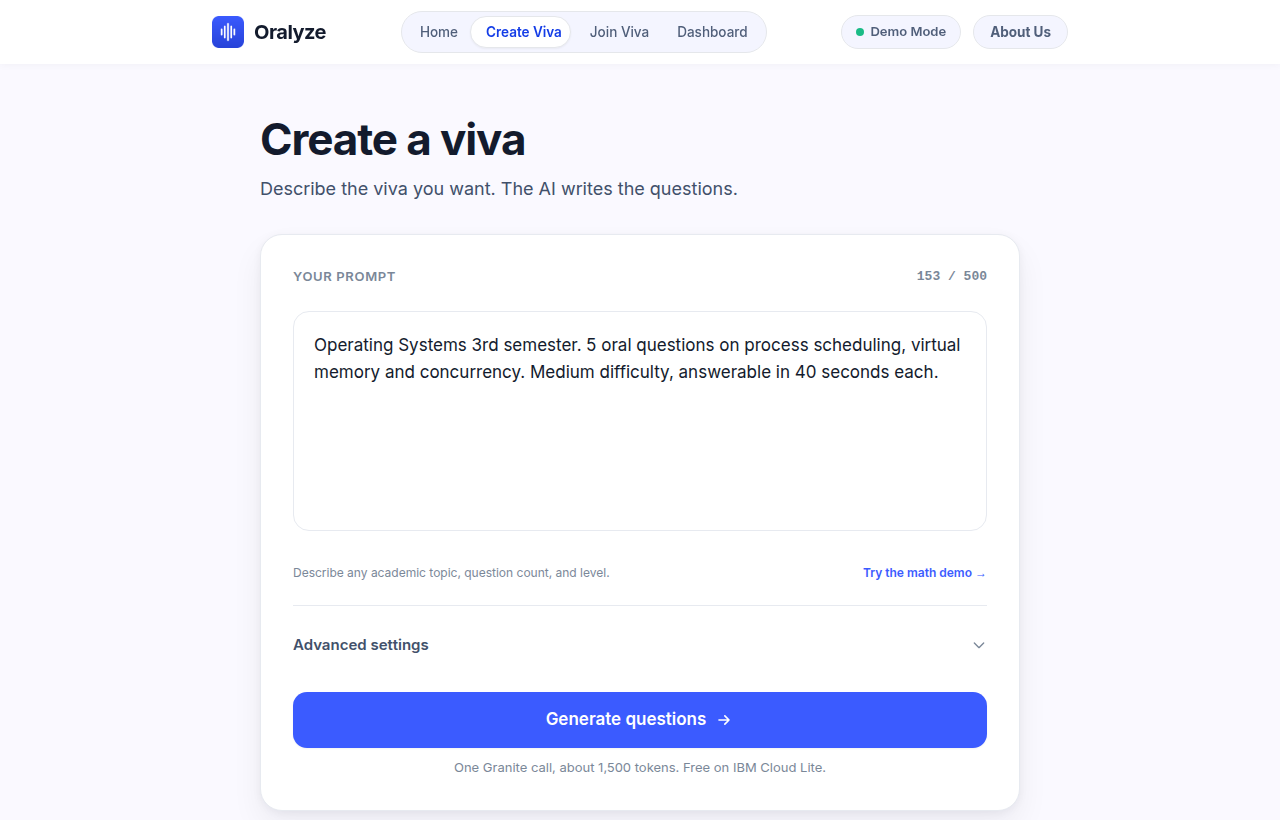 Oralyze
Home
Create Viva
Join Viva
Dashboard
Demo Mode
About Us
Create a viva
Describe the viva you want. The AI writes the questions.
YOUR PROMPT
153 / 500
Operating Systems 3rd semester. 5 oral questions on process scheduling, virtual
memory and concurrency. Medium difficulty, answerable in 40 seconds each.
Describe any academic topic, question count, and level.
Try the math demo →
Advanced settings
Generate questions →
One Granite call, about 1,500 tokens. Free on IBM Cloud Lite.